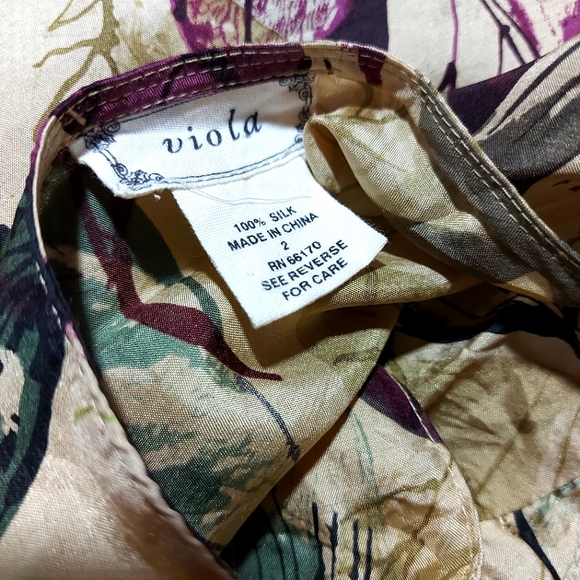 viola
100% SILK
MADE IN CHINA
2
RN 66170
SEE REVERSE
FOR CARE